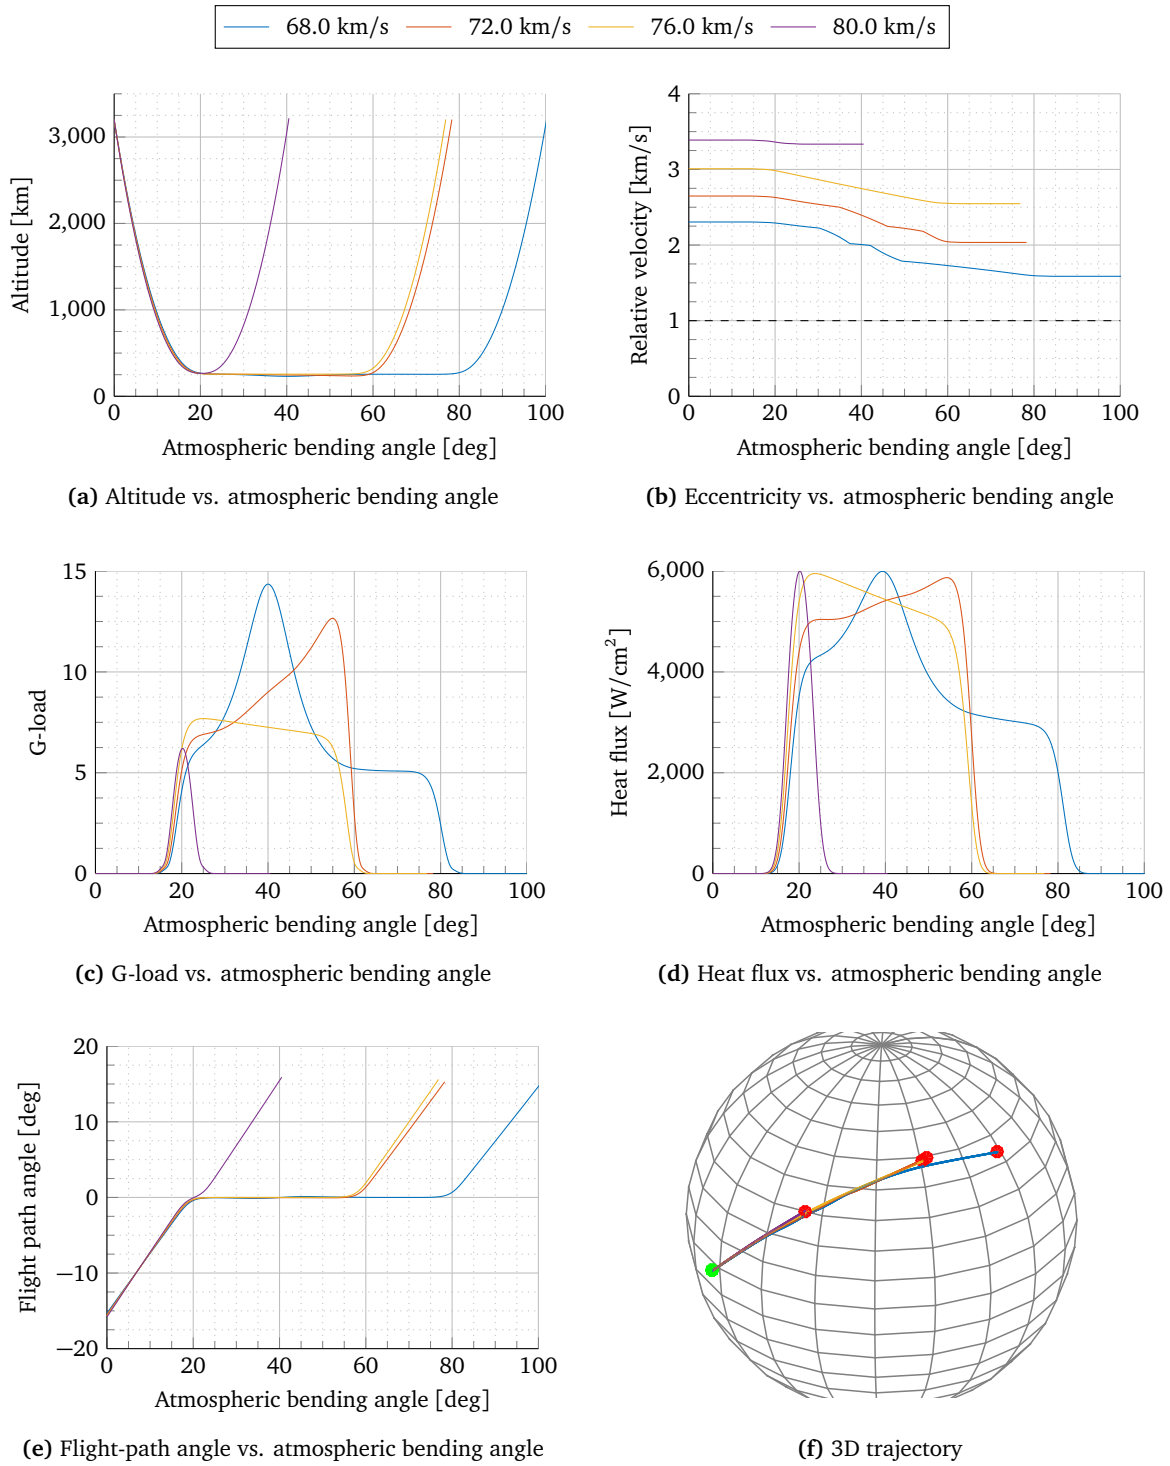 68.0 km/s 72.0 km/s 76.0 km/s 80.0 km/s
3,000
2,000
1,000
0
Altitude [km]
0 20 40 60 80 100
Atmospheric bending angle [deg]
(a) Altitude vs. atmospheric bending angle
4
3
2
1
0
Relative velocity [km/s]
0 20 40 60 80 100
Atmospheric bending angle [deg]
(b) Eccentricity vs. atmospheric bending angle
15
10
5
0
G-load
0 20 40 60 80 100
Atmospheric bending angle [deg]
(c) G-load vs. atmospheric bending angle
6,000
4,000
2,000
0
Heat flux [W/cm²]
0 20 40 60 80 100
Atmospheric bending angle [deg]
(d) Heat flux vs. atmospheric bending angle
20
10
0
−10
−20
Flight path angle [deg]
0 20 40 60 80 100
Atmospheric bending angle [deg]
(e) Flight-path angle vs. atmospheric bending angle
(f) 3D trajectory